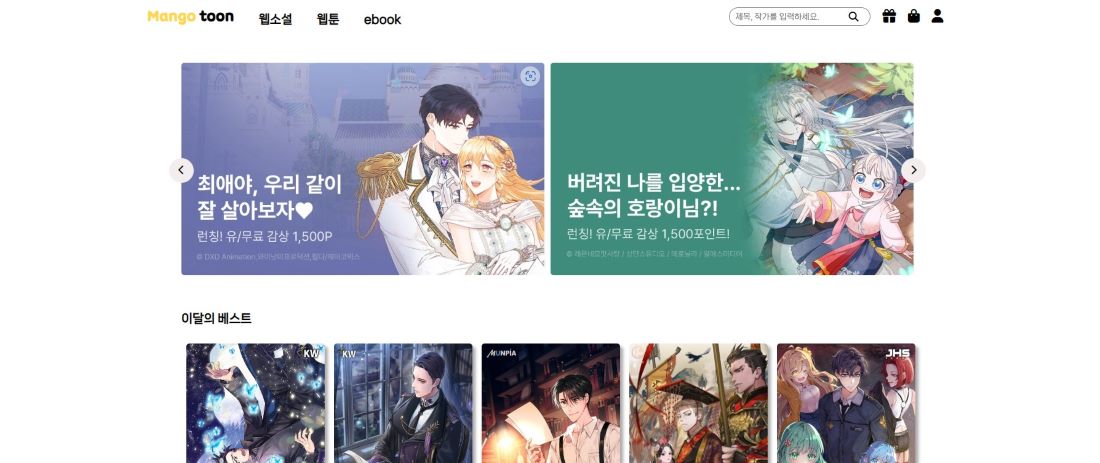 Mango toon 웹소설 웹툰 ebook 제목, 작가를 입력하세요.
최애야, 우리 같이
잘 살아보자♥
런칭! 유/무료 감상 1,500P
버려진 나를 입양한...
숲속의 호랑이님?!
런칭! 유/무료 감상 1,500포인트!
이달의 베스트
KW
KW
MUNPIA
JHS